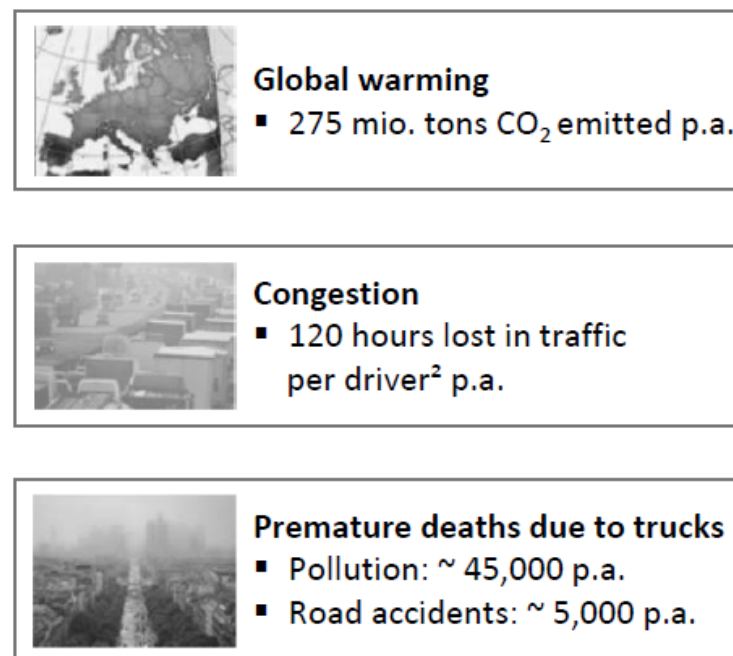 Global warming
▪ 275 mio. tons CO₂ emitted p.a.
Congestion
▪ 120 hours lost in traffic
per driver² p.a.
Premature deaths due to trucks
▪ Pollution: ~ 45,000 p.a.
▪ Road accidents: ~ 5,000 p.a.